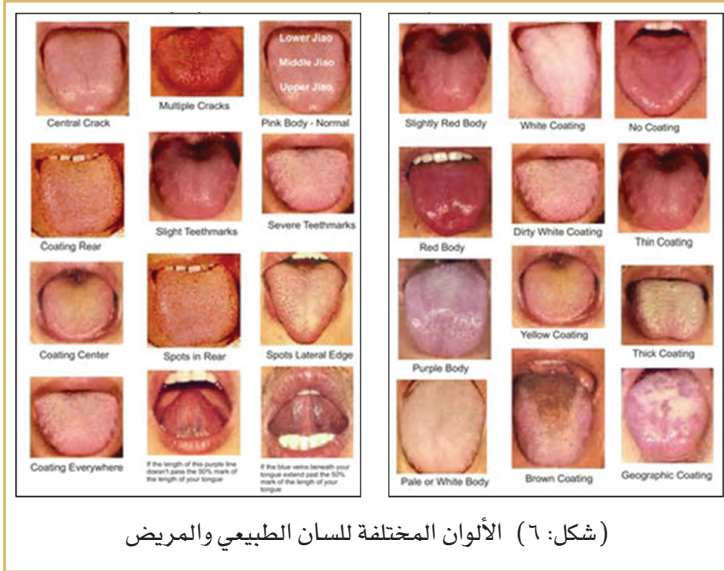 Lower Jiao
Middle Jiao
Upper Jiao
Central Crack
Multiple Cracks
Pink Body - Normal
Coating Rear
Slight Teethmarks
Severe Teethmarks
Coating Center
Spots in Rear
Spots Lateral Edge
Coating Everywhere
If the length of this purple line
doesn't pass the 50% mark of
the length of your tongue
If the blue veins beneath your
tongue extend past the 50%
mark of the length of your
tongue
Slightly Red Body
White Coating
No Coating
Red Body
Dirty White Coating
Thin Coating
Purple Body
Yellow Coating
Thick Coating
Pale or White Body
Brown Coating
Geographic Coating
(شكل: ٦) الألوان المختلفة للسان الطبيعي والمريض